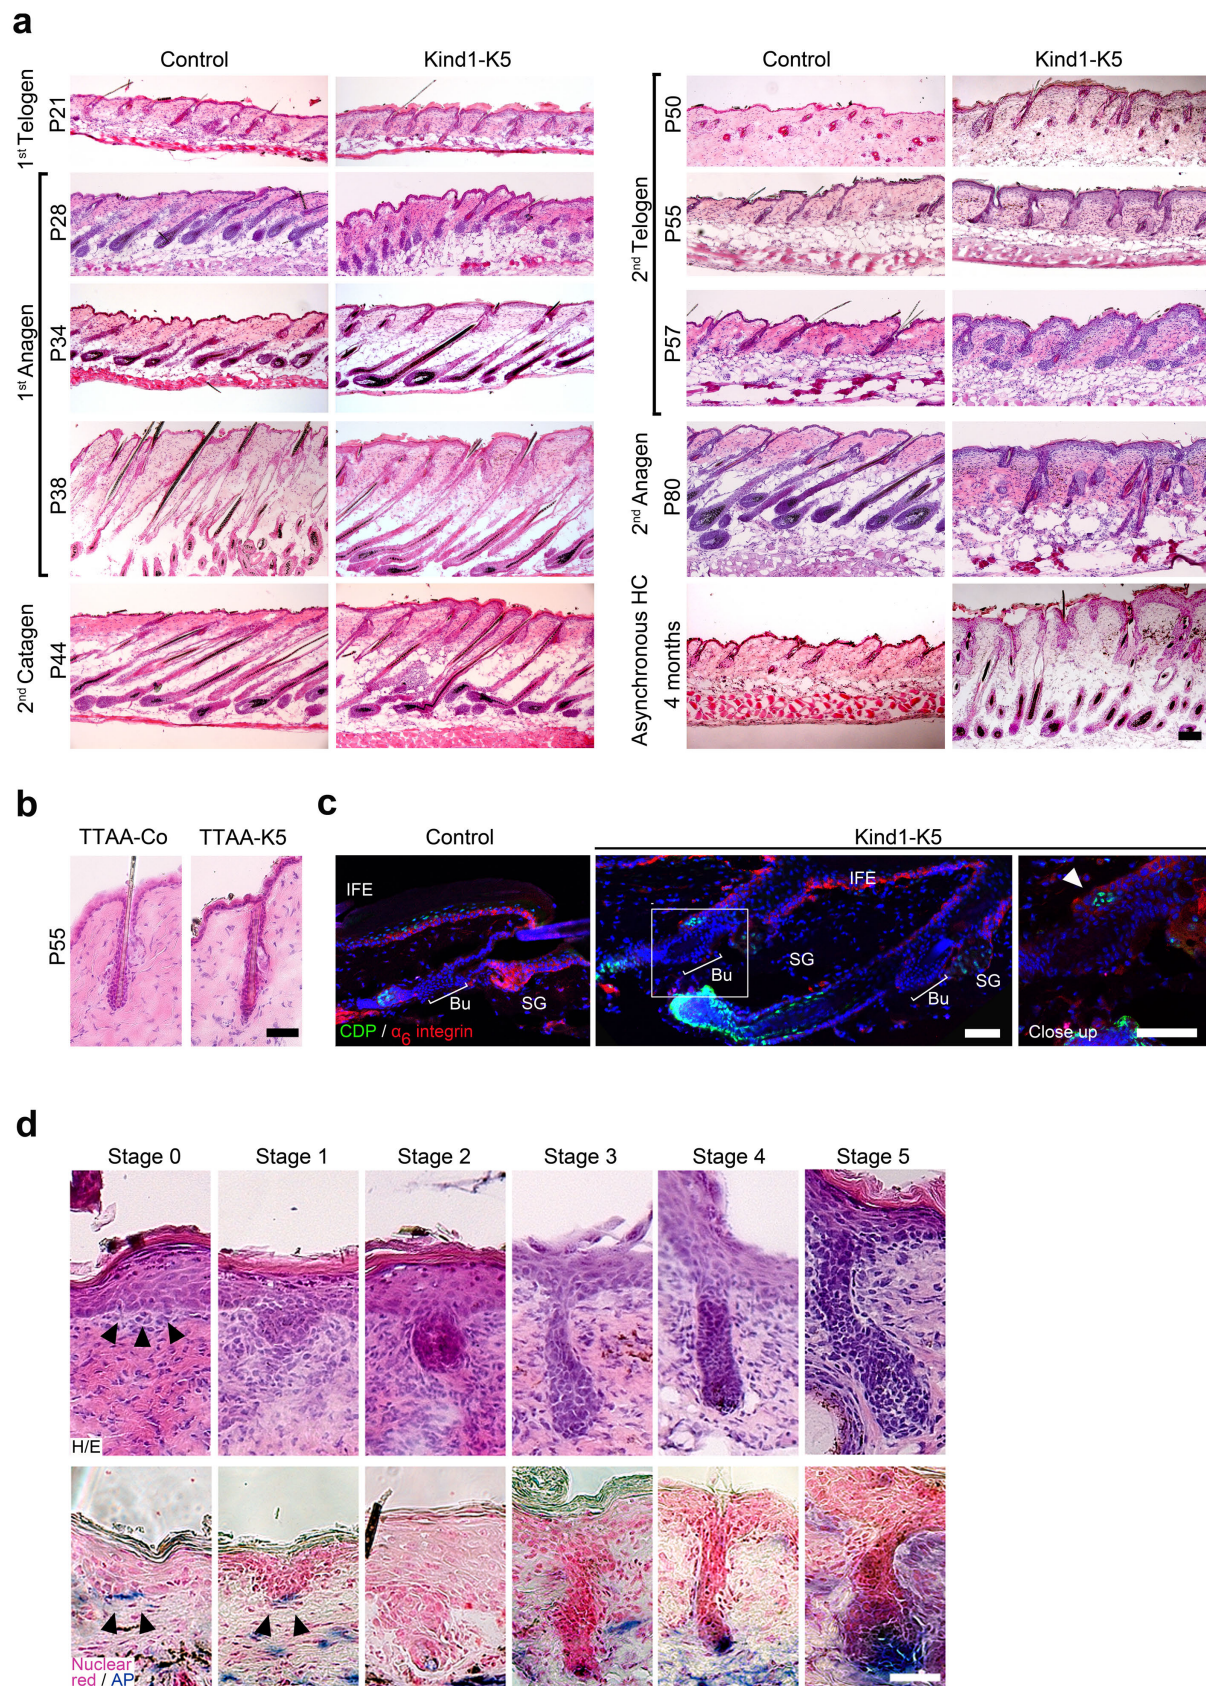 a
Control
Kind1-K5
Control
Kind1-K5
1st Telogen
P21
1st Anagen
P28
P34
P38
2nd Catagen
P44
2nd Telogen
P50
P55
P57
2nd Anagen
P80
Asynchronous HC
4 months
b
TTAA-Co
TTAA-K5
P55
c
Control
Kind1-K5
IFE
Bu
SG
CDP / α6 integrin
IFE
Bu
SG
Bu
SG
Close up
d
Stage 0
Stage 1
Stage 2
Stage 3
Stage 4
Stage 5
H/E
Nuclear
red / AP